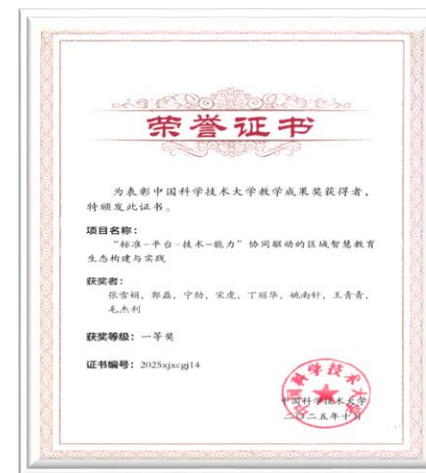 荣誉证书
为表彰中国科学技术大学教学成果奖获得者，
特颁发此证书。
项目名称：
“标准-平台-技术-能力”协同驱动的区域智慧教育
生态构建与实践
获奖者：
张雪娟，郭磊，宁勍，宋虎，丁丽华，姚南针，王青青，
毛杰利
获奖等级：一等奖
证书编号：2025xjxcgj14
中国科学技术大学
二〇二五年十月